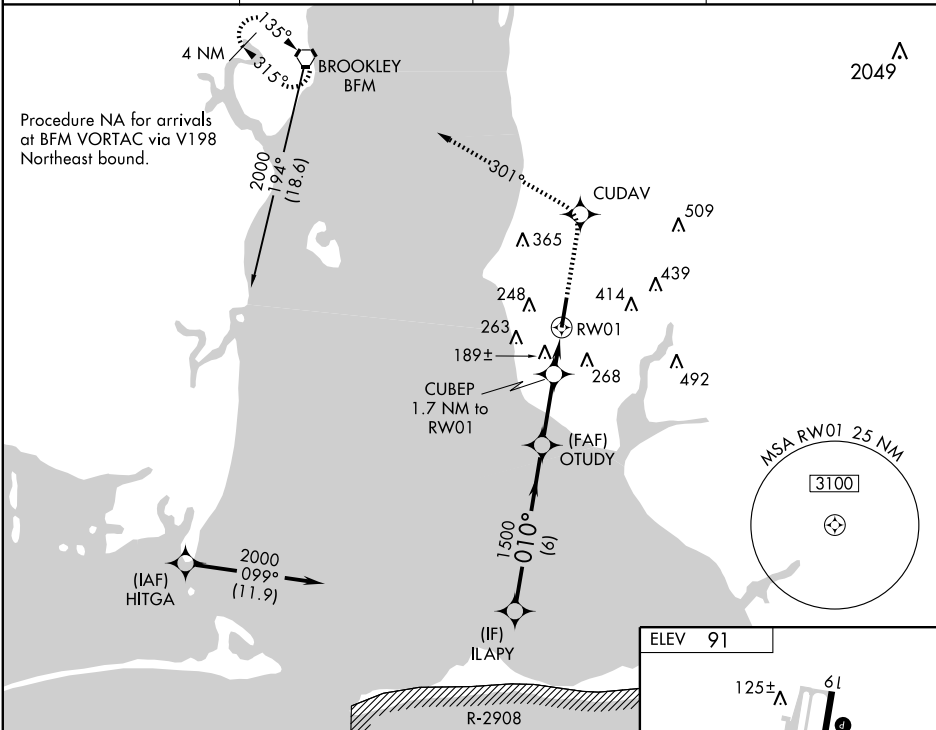 135°
4 NM
315°
BROOKLEY
BFM
2049
Procedure NA for arrivals
at BFM VORTAC via V198
Northeast bound.
2000
194°
(18.6)
301°
CUDAV
509
365
439
248
414
263
RW01
189±
268
492
CUBEP
1.7 NM to
RW01
(FAF)
OTUDY
MSA RW01 25 NM
3100
1500
010°
(6)
2000
099°
(11.9)
(IAF)
HITGA
(IF)
ILAPY
ELEV 91
R-2908
125±
19
P